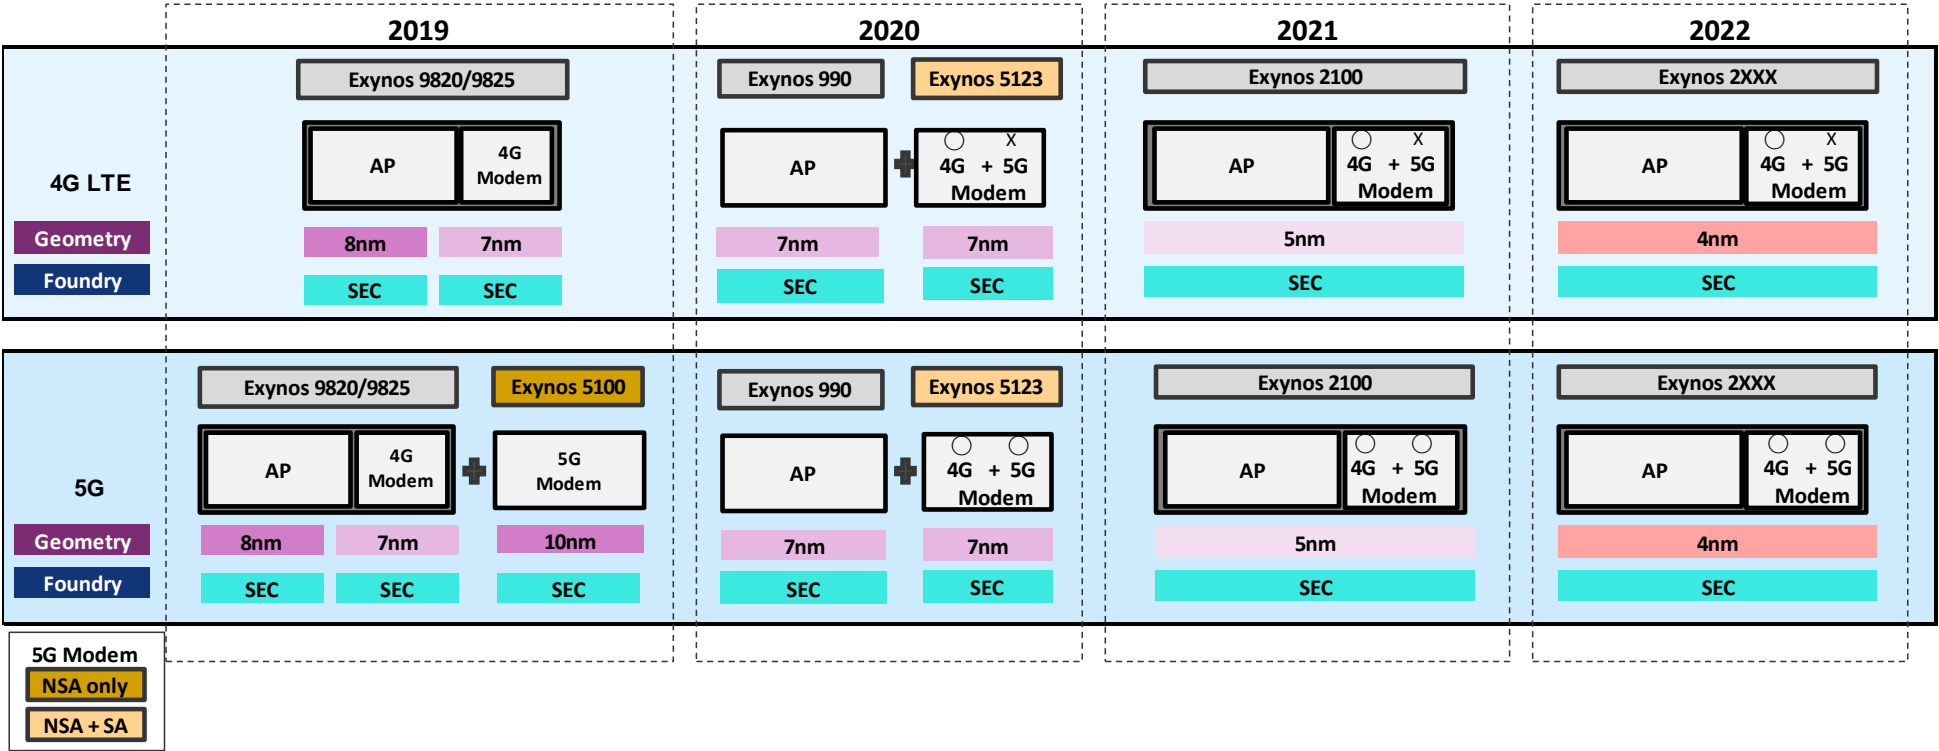 2019 2020 2021 2022
Exynos 9820/9825 Exynos 990 Exynos 5123 Exynos 2100 Exynos 2XXX
4G LTE
AP 4G Modem AP 4G + 5G Modem AP 4G + 5G Modem AP 4G + 5G Modem
X X X
Geometry 8nm 7nm 7nm 7nm 5nm 4nm
Foundry SEC SEC SEC SEC SEC SEC
Exynos 9820/9825 Exynos 5100 Exynos 990 Exynos 5123 Exynos 2100 Exynos 2XXX
5G
AP 4G Modem 5G Modem AP 4G + 5G Modem AP 4G + 5G Modem AP 4G + 5G Modem
Geometry 8nm 7nm 10nm 7nm 7nm 5nm 4nm
Foundry SEC SEC SEC SEC SEC SEC SEC
5G Modem
NSA only
NSA + SA